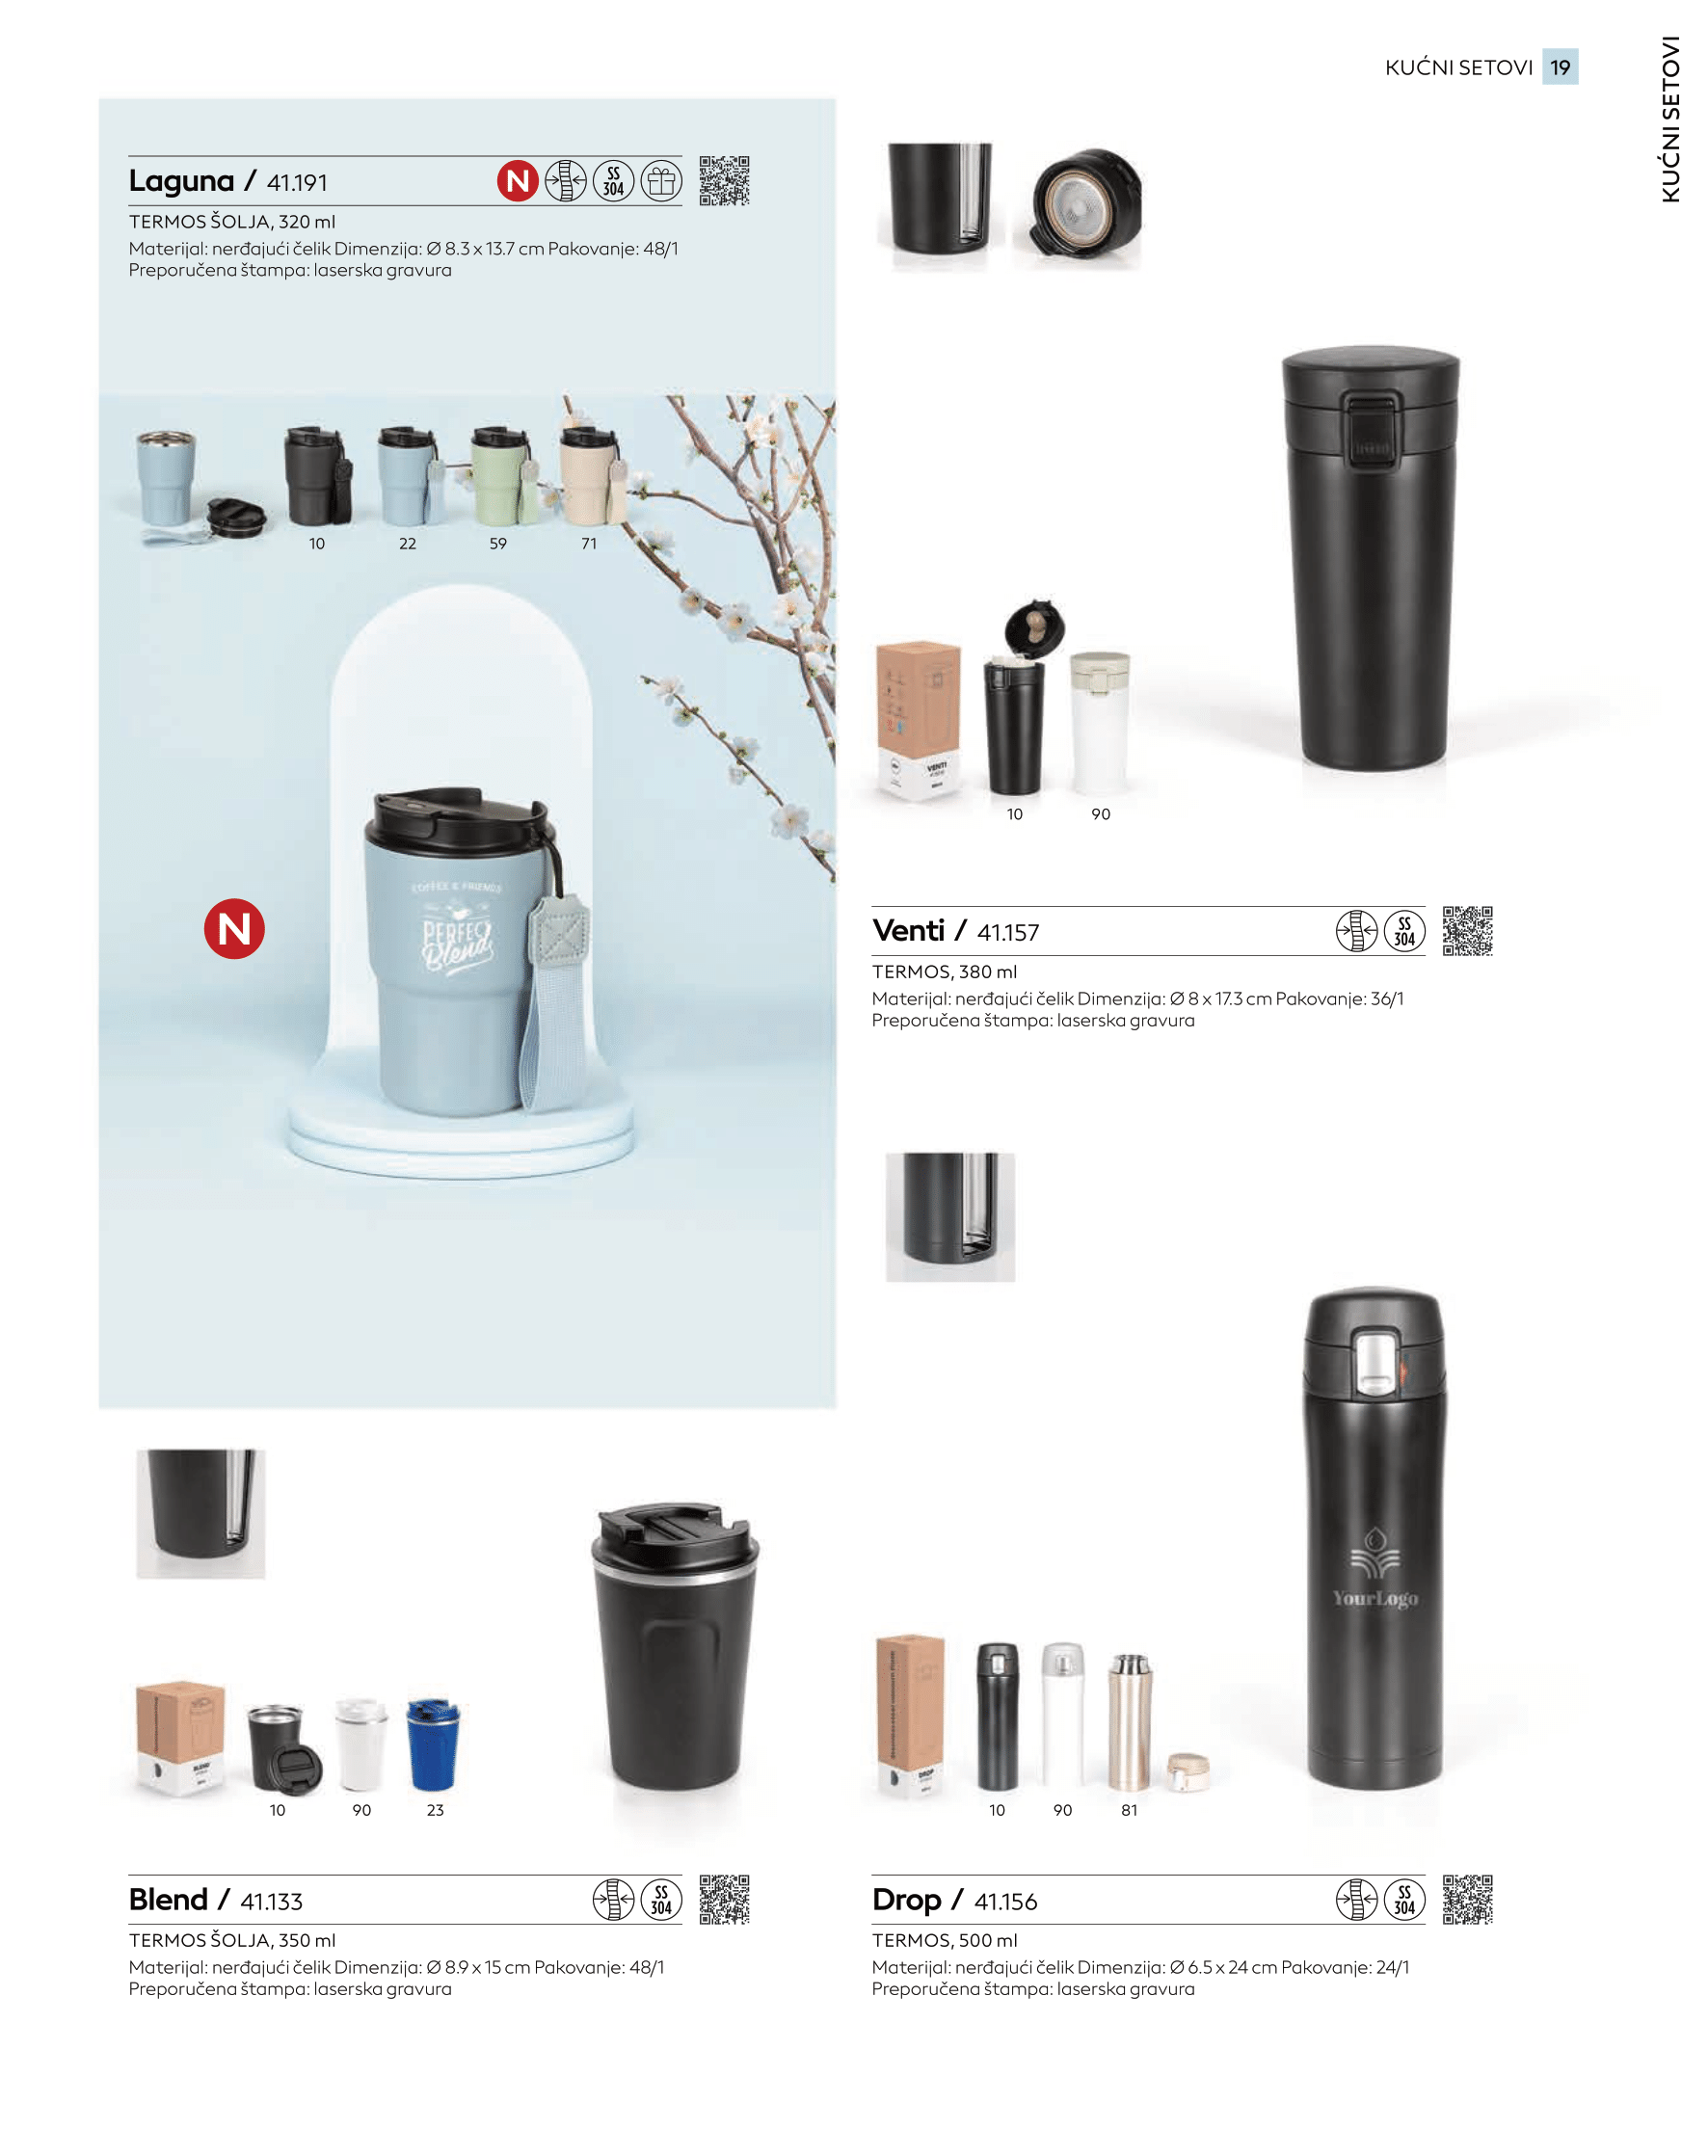 KUĆNI SETOVI 19
KUĆNI SETOVI
Laguna / 41.191
N
SS
304
TERMOS ŠOLJA, 320 ml
Materijal: nerđajući čelik Dimenzija: Ø 8.3 x 13.7 cm Pakovanje: 48/1
Preporučena štampa: laserska gravura
10 22 59 71
COFFEE & FRIENDS
PERFECT
Blend
N
VENTI
10 90
Venti / 41.157
SS
304
TERMOS, 380 ml
Materijal: nerđajući čelik Dimenzija: Ø 8 x 17.3 cm Pakovanje: 36/1
Preporučena štampa: laserska gravura
BLEND
10 90 23
Blend / 41.133
SS
304
TERMOS ŠOLJA, 350 ml
Materijal: nerđajući čelik Dimenzija: Ø 8.9 x 15 cm Pakovanje: 48/1
Preporučena štampa: laserska gravura
YourLogo
DROP
10 90 81
Drop / 41.156
SS
304
TERMOS, 500 ml
Materijal: nerđajući čelik Dimenzija: Ø 6.5 x 24 cm Pakovanje: 24/1
Preporučena štampa: laserska gravura